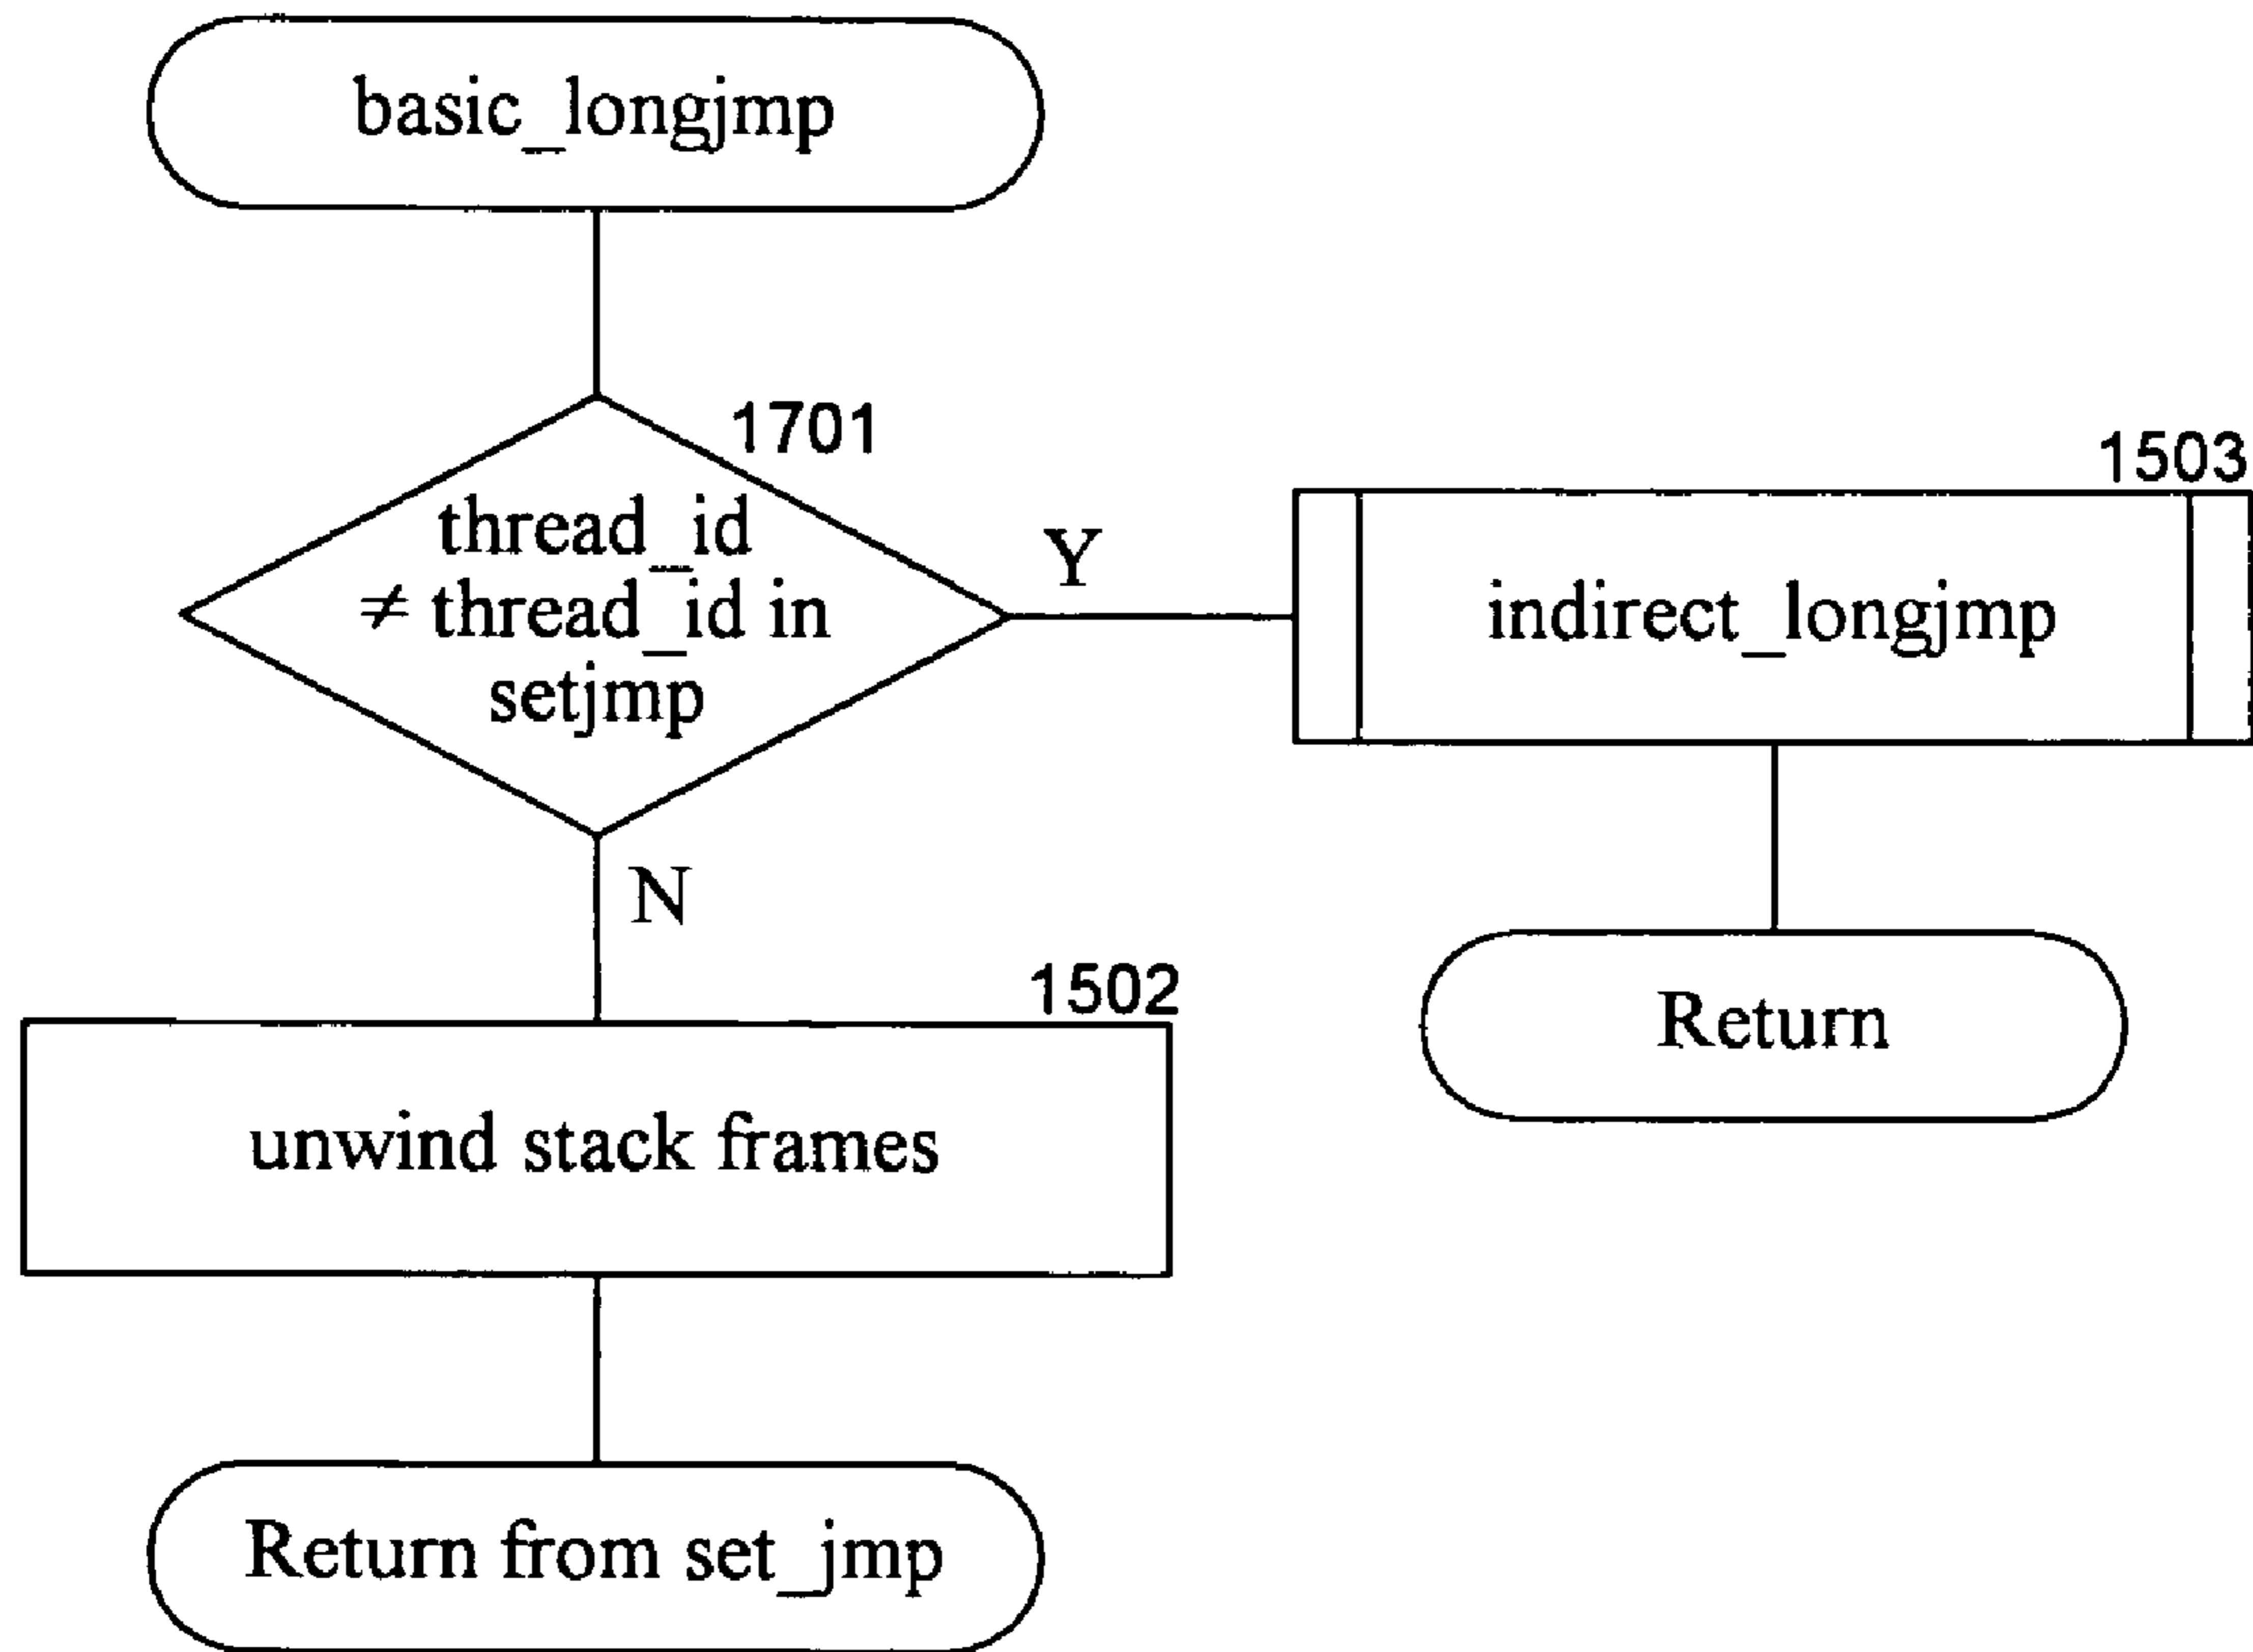 basic_longjmp
1701
thread_id
≠ thread_id in
setjmp
Y
1503
indirect_longjmp
Return
N
1502
unwind stack frames
Return from set_jmp